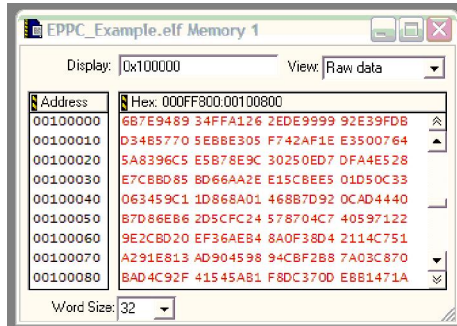 EPPC_Example.elf Memory 1
Display: 0x100000 View: Raw data
Address Hex: 000FF800:00100800
00100000 6B7E9489 34FFA126 2EDE9999 92E39FDB
00100010 D34B5770 5EBBE305 F742AF1E E3500764
00100020 5A8396C5 E5B78E9C 30250ED7 DFA4E528
00100030 E7CBBD85 BD66AA2E E15CBEE5 01D50C33
00100040 063459C1 1D868A01 468B7D92 0CAD4440
00100050 B7D86EB6 2D5CFC24 578704C7 40597122
00100060 9E2CBD20 EF36AEB4 8A0F38D4 2114C751
00100070 A291E813 AD904598 94CBF2B8 7A03C870
00100080 BAD4C92F 41545AB1 F8DC370D EBB1471A
Word Size: 32